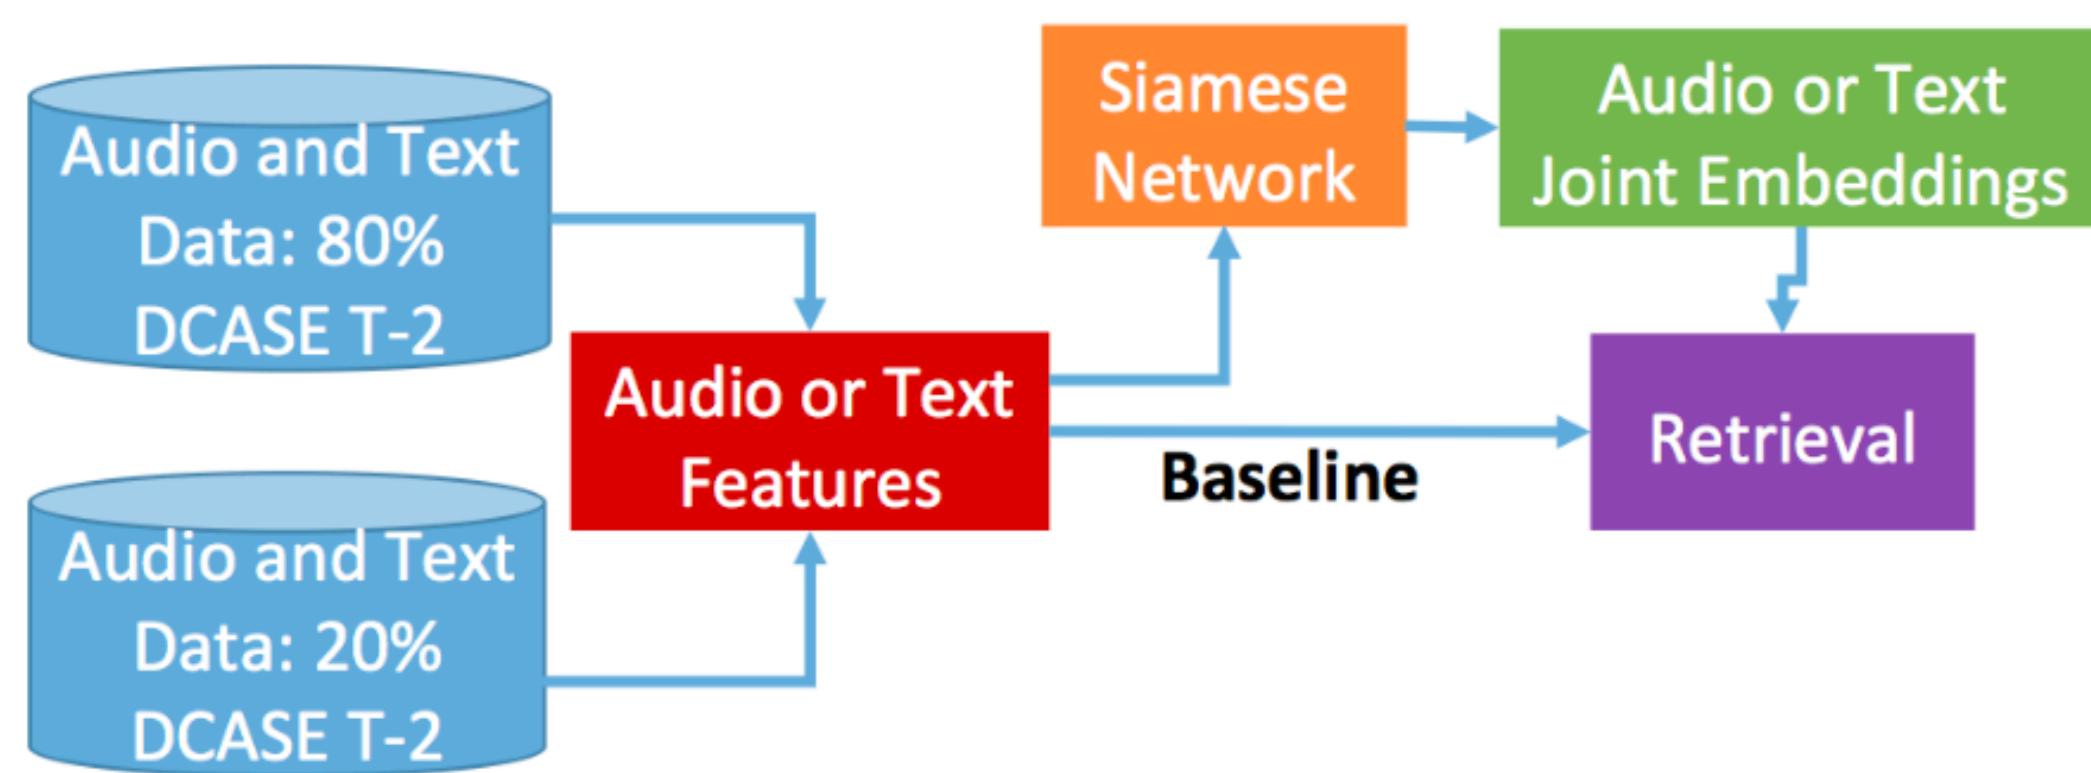 Audio and Text
Data: 80%
DCASE T-2
Audio and Text
Data: 20%
DCASE T-2
Audio or Text
Features
Siamese
Network
Audio or Text
Joint Embeddings
Baseline
Retrieval